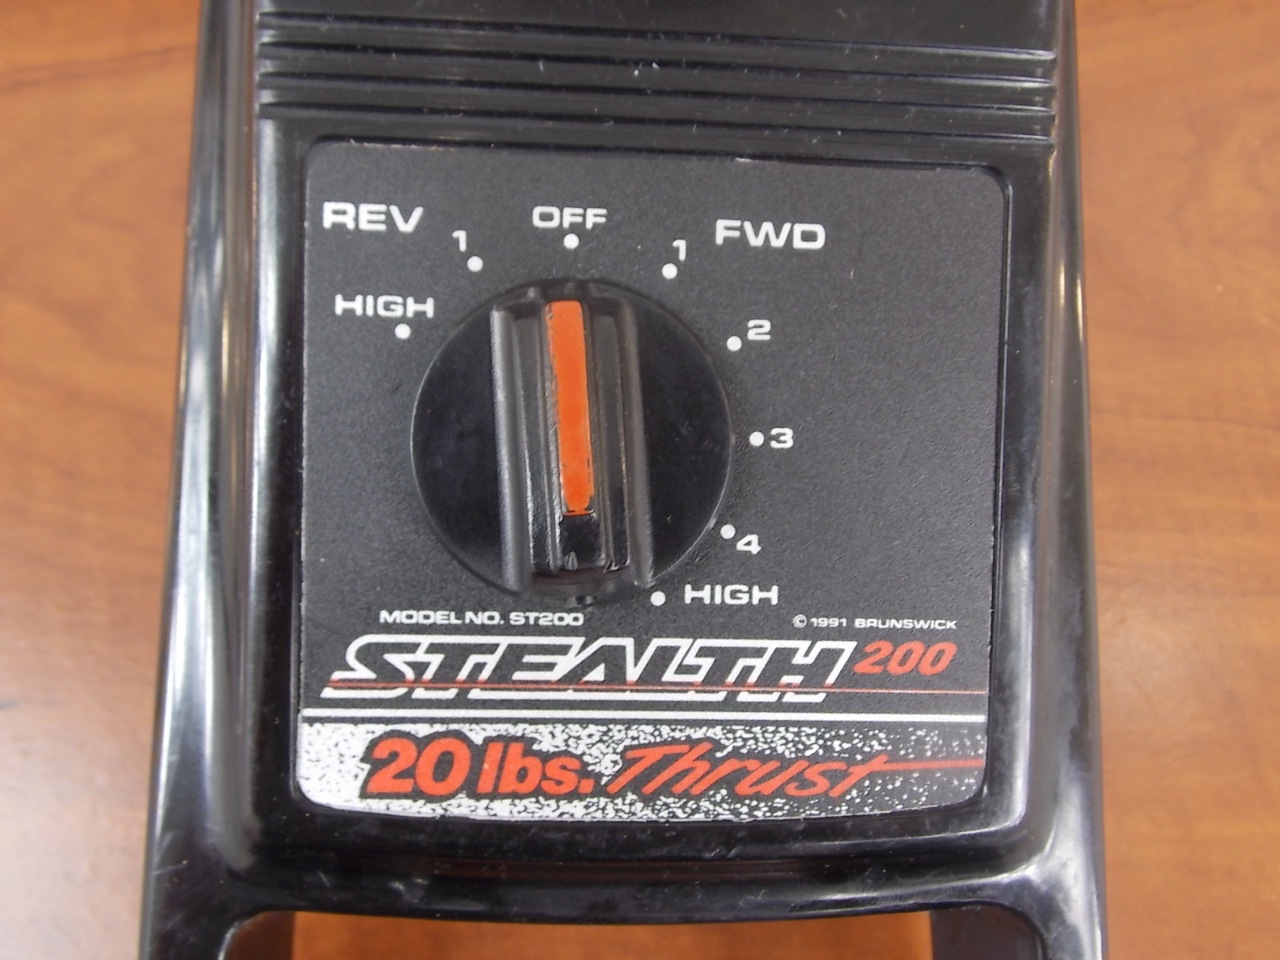 REV
OFF
FWD
1
1
HIGH
2
3
4
HIGH
MODEL NO. ST200
© 1991 BRUNSWICK
STEALTH 200
20 lbs. Thrust